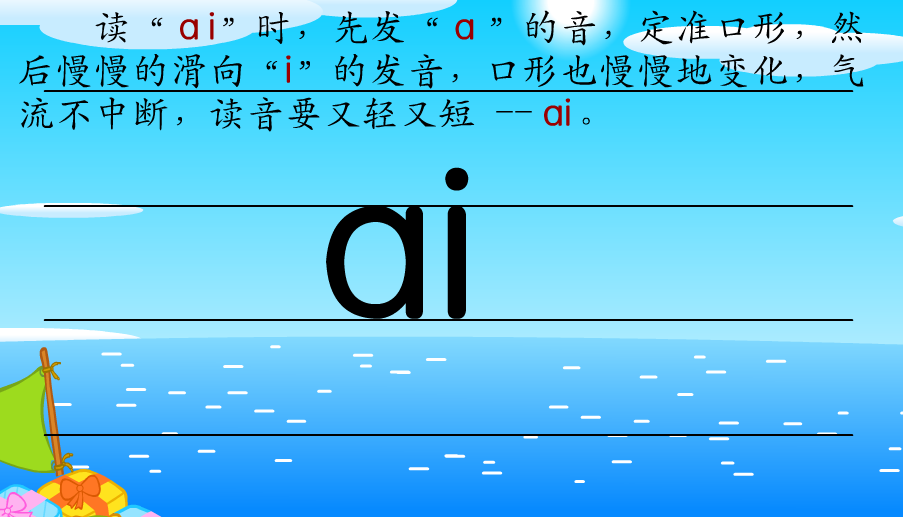 读“ ai”时，先发“ a ”的音，定准口形，然
后慢慢的滑向“i”的发音，口形也慢慢地变化，气
流不中断，读音要又轻又短 -- ai。
ai